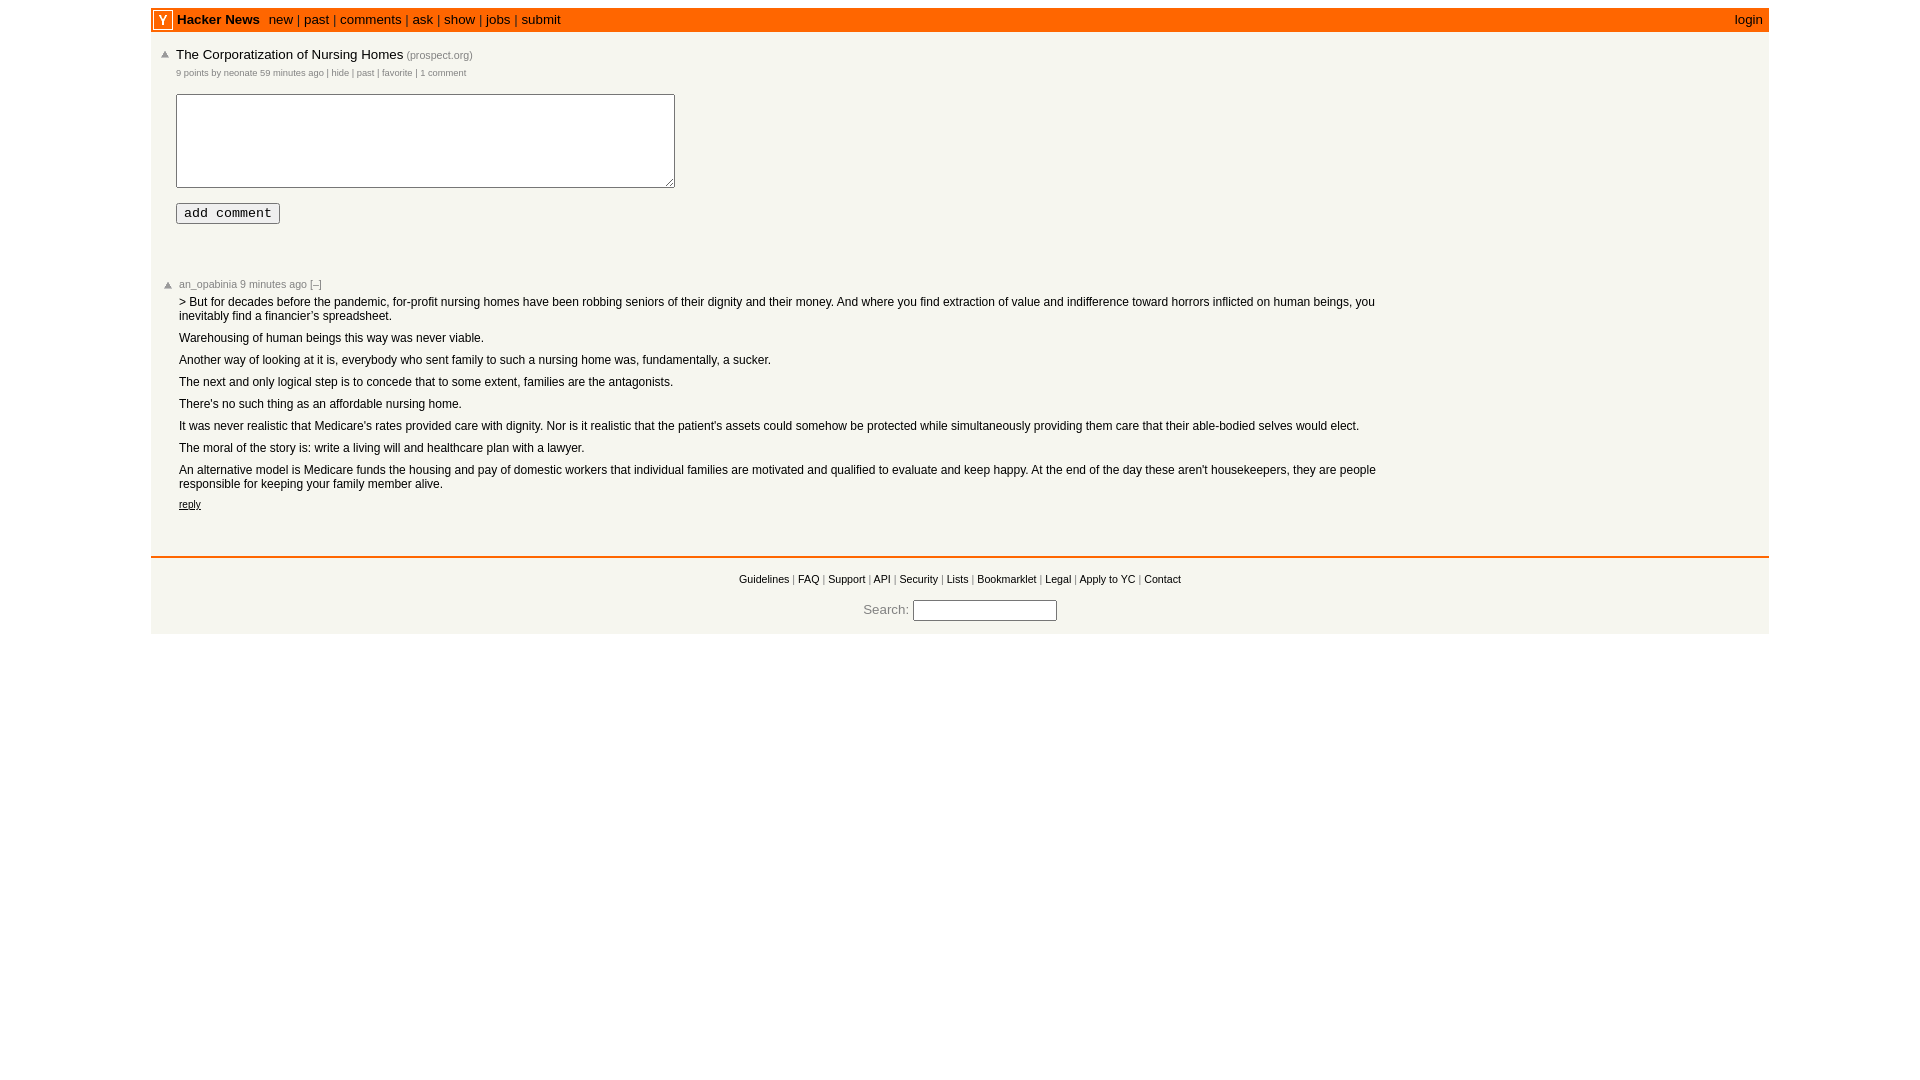 Y Hacker News new | past | comments | ask | show | jobs | submit login
The Corporatization of Nursing Homes (prospect.org)
9 points by neonate 59 minutes ago | hide | past | favorite | 1 comment
add comment
an_opabinia 9 minutes ago [–]
> But for decades before the pandemic, for-profit nursing homes have been robbing seniors of their dignity and their money. And where you find extraction of value and indifference toward horrors inflicted on human beings, you
inevitably find a financier’s spreadsheet.
Warehousing of human beings this way was never viable.
Another way of looking at it is, everybody who sent family to such a nursing home was, fundamentally, a sucker.
The next and only logical step is to concede that to some extent, families are the antagonists.
There's no such thing as an affordable nursing home.
It was never realistic that Medicare's rates provided care with dignity. Nor is it realistic that the patient's assets could somehow be protected while simultaneously providing them care that their able-bodied selves would elect.
The moral of the story is: write a living will and healthcare plan with a lawyer.
An alternative model is Medicare funds the housing and pay of domestic workers that individual families are motivated and qualified to evaluate and keep happy. At the end of the day these aren't housekeepers, they are people
responsible for keeping your family member alive.
reply
Guidelines | FAQ | Support | API | Security | Lists | Bookmarklet | Legal | Apply to YC | Contact
Search: